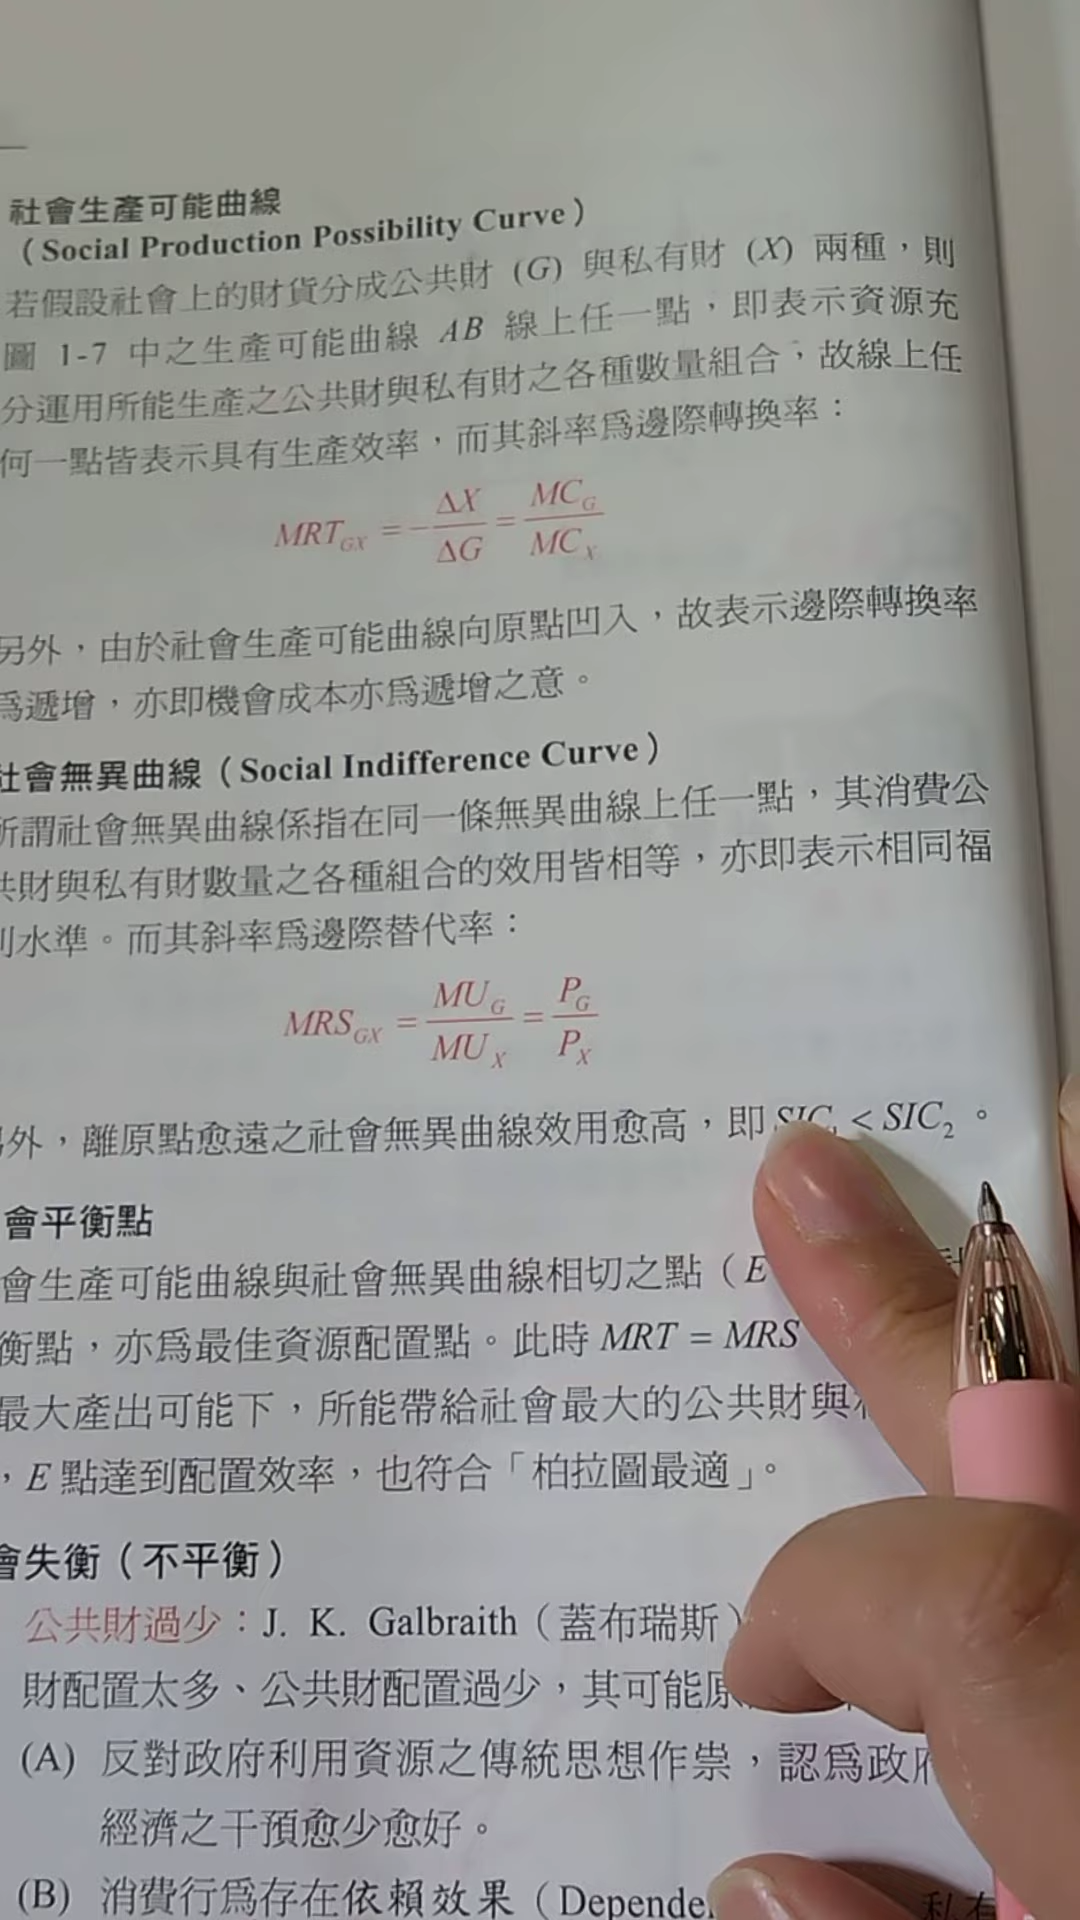 社會生產可能曲線
(Social Production Possibility Curve)
若假設社會上的財貨分成公共財 (G) 與私有財 (X) 兩種，則
圖 1-7 中之生產可能曲線 AB 線上任一點，即表示資源充
分運用所能生產之公共財與私有財之各種數量組合，故線上任
何一點皆表示具有生產效率，而其斜率為邊際轉換率：
MRT_GX = -ΔX/ΔG = MC_G/MC_X
另外，由於社會生產可能曲線向原點凹入，故表示邊際轉換率
為遞增，亦即機會成本亦為遞增之意。
社會無異曲線（Social Indifference Curve）
所謂社會無異曲線係指在同一條無異曲線上任一點，其消費公
共財與私有財數量之各種組合的效用皆相等，亦即表示相同福
利水準。而其斜率為邊際替代率：
MRS_GX = MU_G/MU_X = P_G/P_X
另外，離原點愈遠之社會無異曲線效用愈高，即 SIC₁ < SIC₂。
會平衡點
會生產可能曲線與社會無異曲線相切之點（E
衡點，亦為最佳資源配置點。此時 MRT = MRS
最大產出可能下，所能帶給社會最大的公共財與
，E 點達到配置效率，也符合「柏拉圖最適」。
會失衡（不平衡）
公共財過少：J. K. Galbraith（蓋布瑞斯）
財配置太多、公共財配置過少，其可能原
(A) 反對政府利用資源之傳統思想作祟，認為政府
經濟之干預愈少愈好。
(B) 消費行為存在依賴效果（Depende 私有